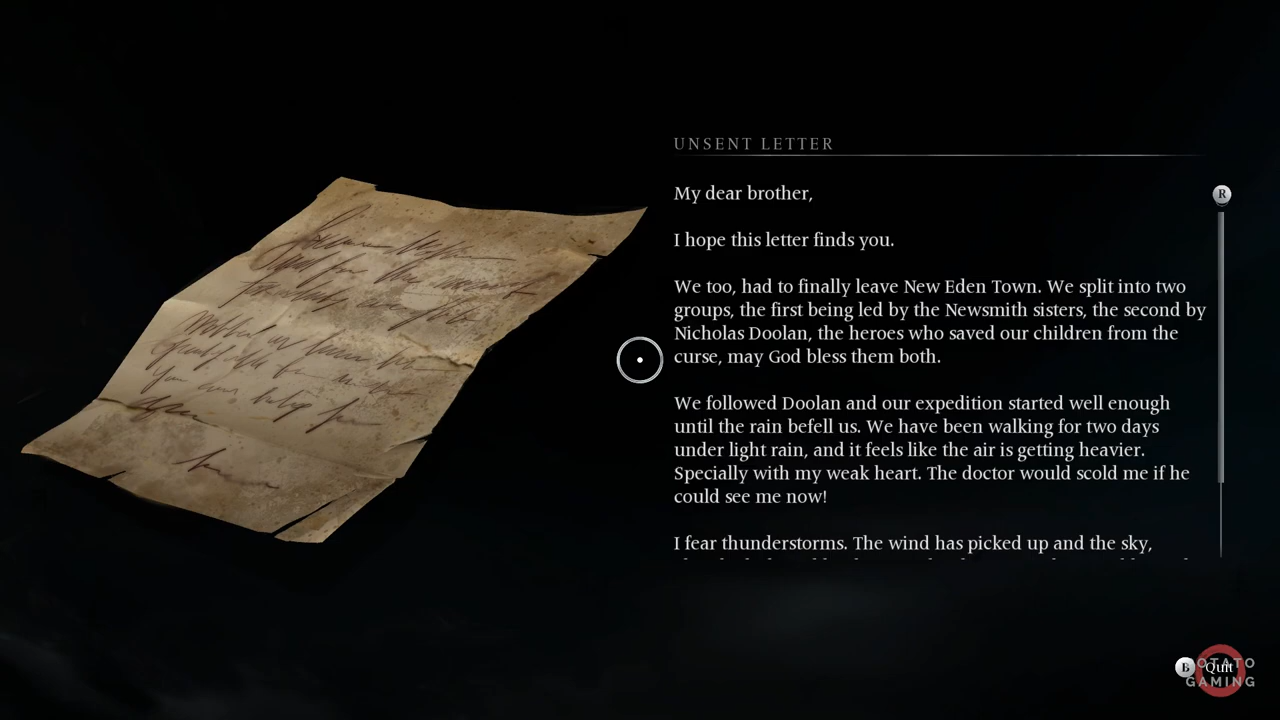 UNSENT LETTER
My dear brother,
R
I hope this letter finds you.
We too, had to finally leave New Eden Town. We split into two
groups, the first being led by the Newsmith sisters, the second by
Nicholas Doolan, the heroes who saved our children from the
curse, may God bless them both.
We followed Doolan and our expedition started well enough
until the rain befell us. We have been walking for two days
under light rain, and it feels like the air is getting heavier.
Specially with my weak heart. The doctor would scold me if he
could see me now!
I fear thunderstorms. The wind has picked up and the sky,
B Quit
POTATO
GAMING